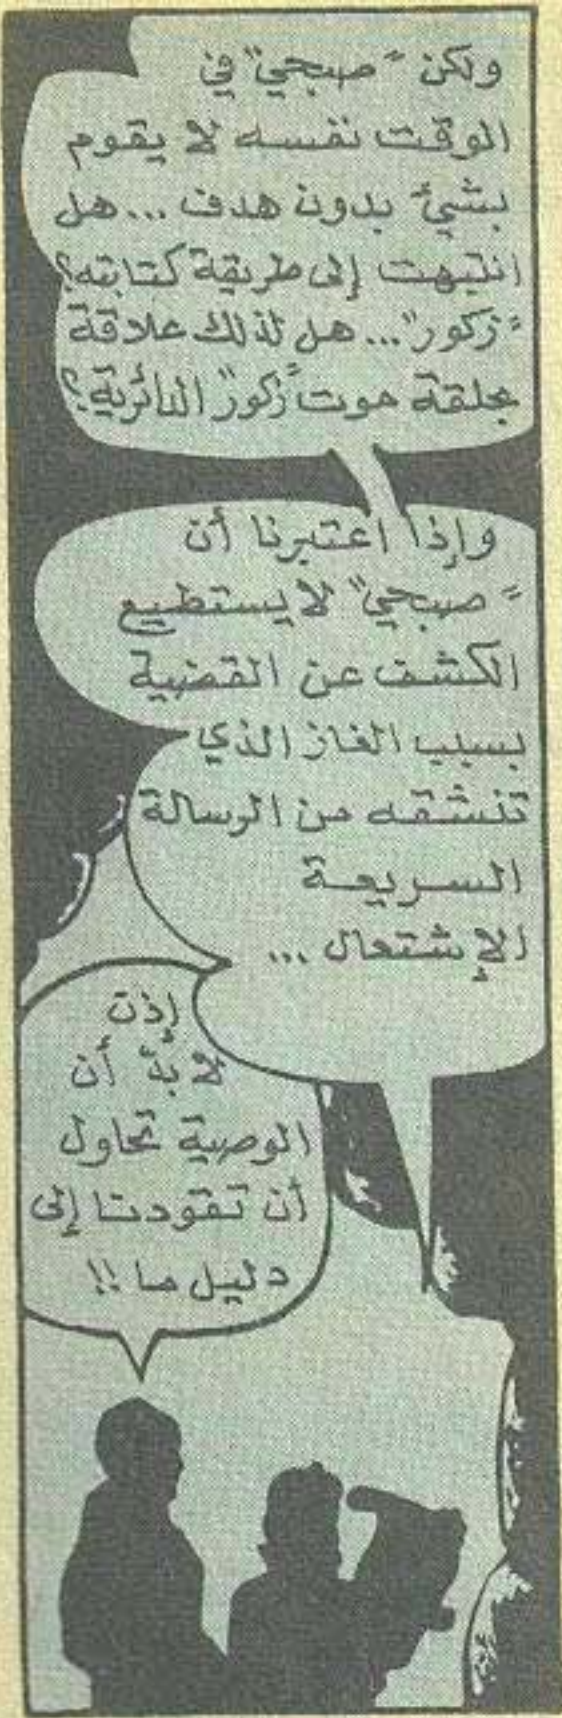 ولكن "صبحي" في
الوقت نفسه لا يقوم
بشيئ بدون هدف ... هل
انتبهت إلى طريقة كتابته؟
"زكور" ... هل لذلك علاقة
بحلقة موت "زكور" الدائرية؟
وإذا اعتبرنا أن
"صبحي" لا يستطيع
الكشف عن القضية
بسبب الغاز الذي
تنشقه من الرسالة
السريعة
الإشتعال ...
إذن
لا بدّ أن
الوصية تحاول
أن تقودنا إلى
دليل ما !!